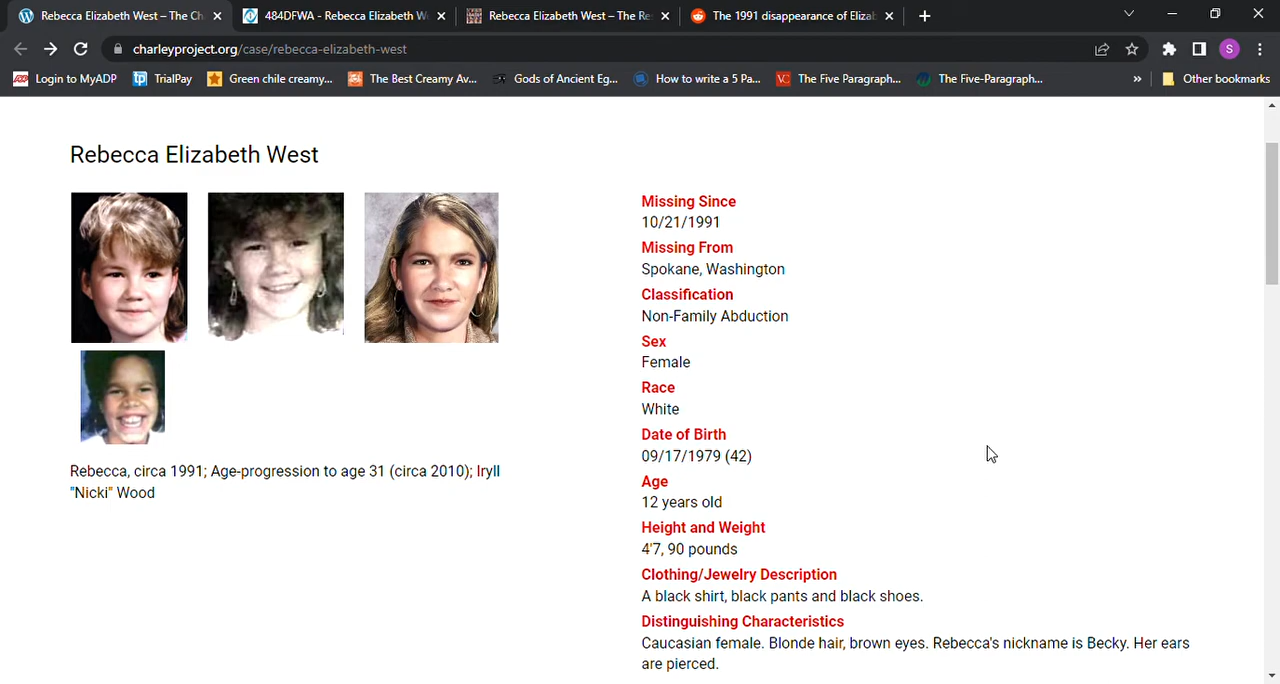 Rebecca Elizabeth West – The Ch
484DFWA - Rebecca Elizabeth W
Rebecca Elizabeth West – The Re
The 1991 disappearance of Elizab
charleyproject.org/case/rebecca-elizabeth-west
S
ADP Login to MyADP
tp TrialPay
Green chile creamy...
The Best Creamy Av...
Gods of Ancient Eg...
How to write a 5 Pa...
VC The Five Paragraph...
The Five-Paragraph...
» Other bookmarks
Rebecca Elizabeth West
Rebecca, circa 1991; Age-progression to age 31 (circa 2010); Iryll
"Nicki" Wood
Missing Since
10/21/1991
Missing From
Spokane, Washington
Classification
Non-Family Abduction
Sex
Female
Race
White
Date of Birth
09/17/1979 (42)
Age
12 years old
Height and Weight
4'7, 90 pounds
Clothing/Jewelry Description
A black shirt, black pants and black shoes.
Distinguishing Characteristics
Caucasian female. Blonde hair, brown eyes. Rebecca's nickname is Becky. Her ears
are pierced.